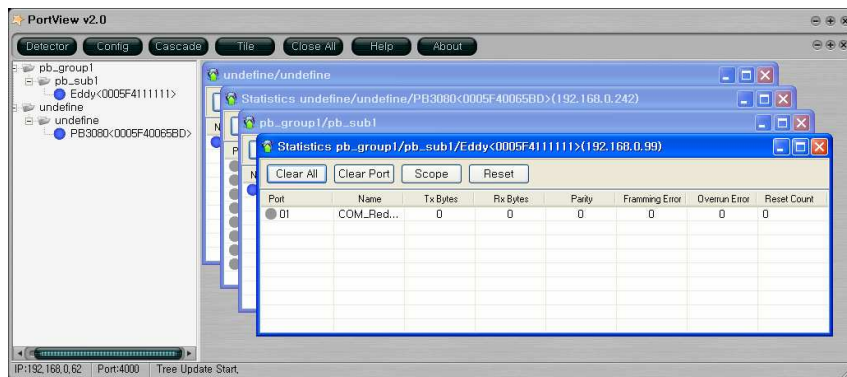 PortView v2.0
Detector Config Cascade Tile Close All Help About
pb_group1
pb_sub1
Eddy<0005F4111111>
undefine
undefine
PB3080<0005F40065BD>
undefine/undefine
Statistics undefine/undefine/PB3080<0005F40065BD>(192.168.0.242)
pb_group1/pb_sub1
Statistics pb_group1/pb_sub1/Eddy<0005F4111111>(192.168.0.99)
Clear All Clear Port Scope Reset
Port Name Tx Bytes Rx Bytes Parity Framming Error Overrun Error Reset Count
01 COM_Red... 0 0 0 0 0 0
N
P
N
IP:192,168,0,62 Port:4000 Tree Update Start,